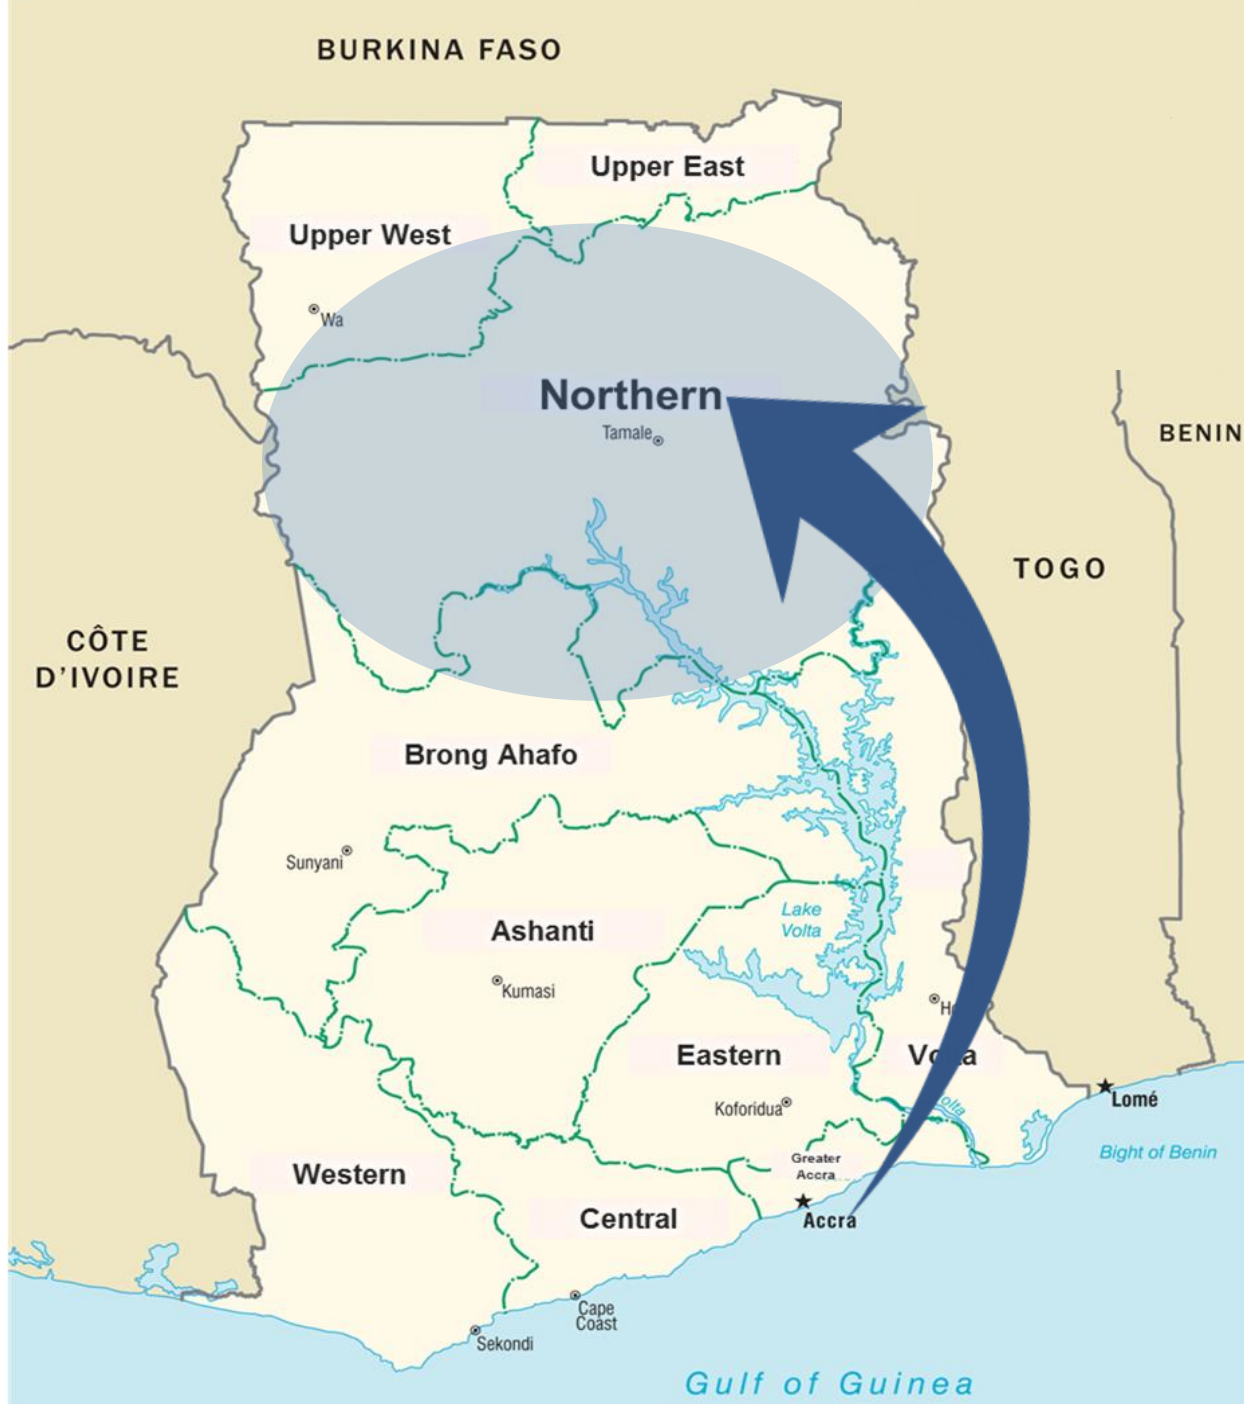 BURKINA FASO
Upper East
Upper West
Wa
Northern
Tamale
BENIN
TOGO
CÔTE
D'IVOIRE
Brong Ahafo
Sunyani
Lake
Volta
Ashanti
Kumasi
Eastern
Koforidua
Lomé
Bight of Benin
Greater
Accra
Western
Central
Accra
Cape
Coast
Sekondi
Gulf of Guinea